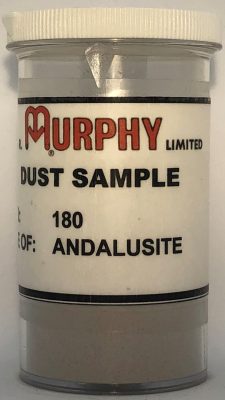 MURPHY LIMITED
DUST SAMPLE
180
E OF: ANDALUSITE